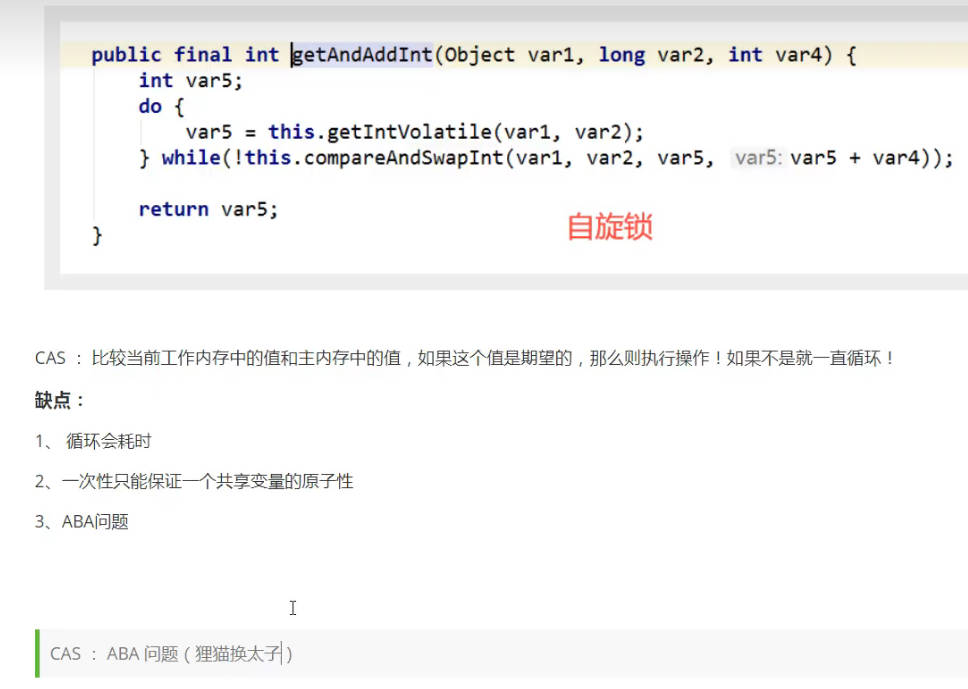 public final int getAndAddInt(Object var1, long var2, int var4) {
int var5;
do {
var5 = this.getIntVolatile(var1, var2);
} while(!this.compareAndSwapInt(var1, var2, var5, var5: var5 + var4));
return var5;
}
自旋锁
CAS ： 比较当前工作内存中的值和主内存中的值，如果这个值是期望的，那么则执行操作！如果不是就一直循环！
缺点：
1、 循环会耗时
2、一次性只能保证一个共享变量的原子性
3、ABA问题
CAS ： ABA 问题（狸猫换太子）